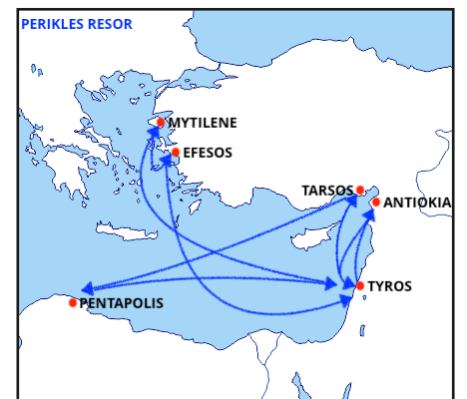 PERIKLES RESOR
MYTILENE
EFESOS
TARSOS
ANTIOKIA
TYROS
PENTAPOLIS